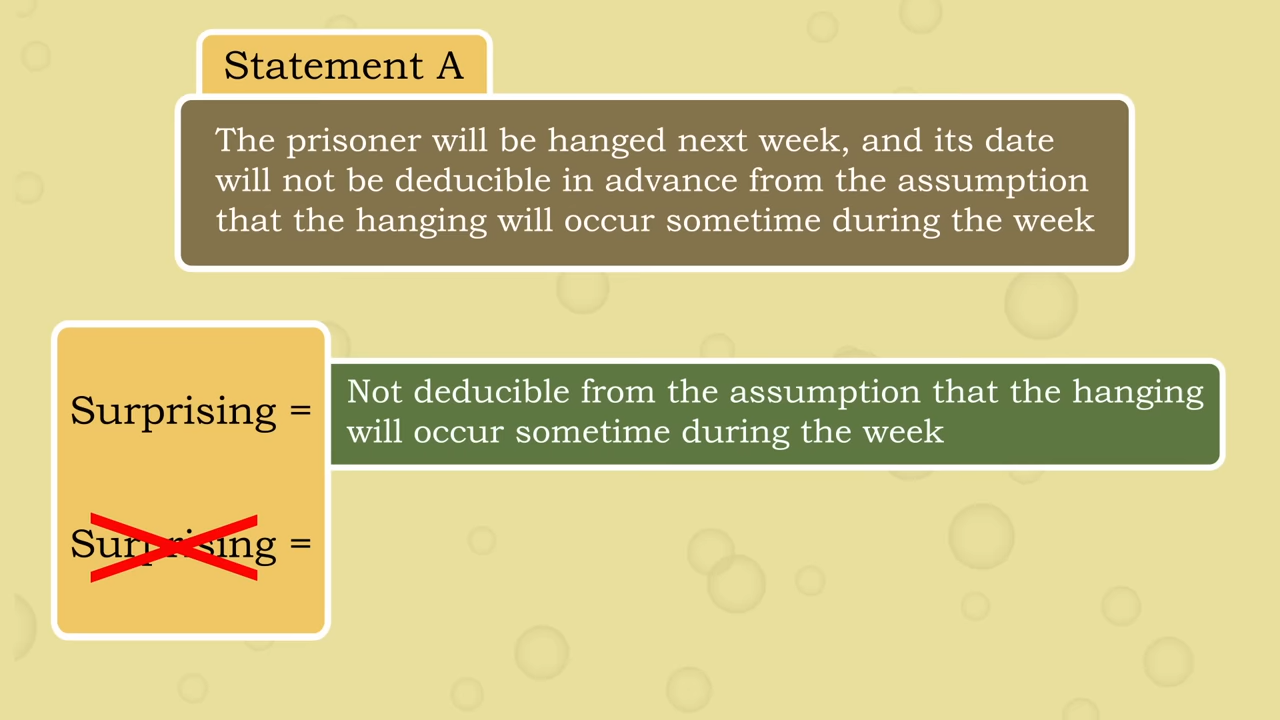 Statement A
The prisoner will be hanged next week, and its date
will not be deducible in advance from the assumption
that the hanging will occur sometime during the week
Surprising =
Not deducible from the assumption that the hanging
will occur sometime during the week
Surprising =